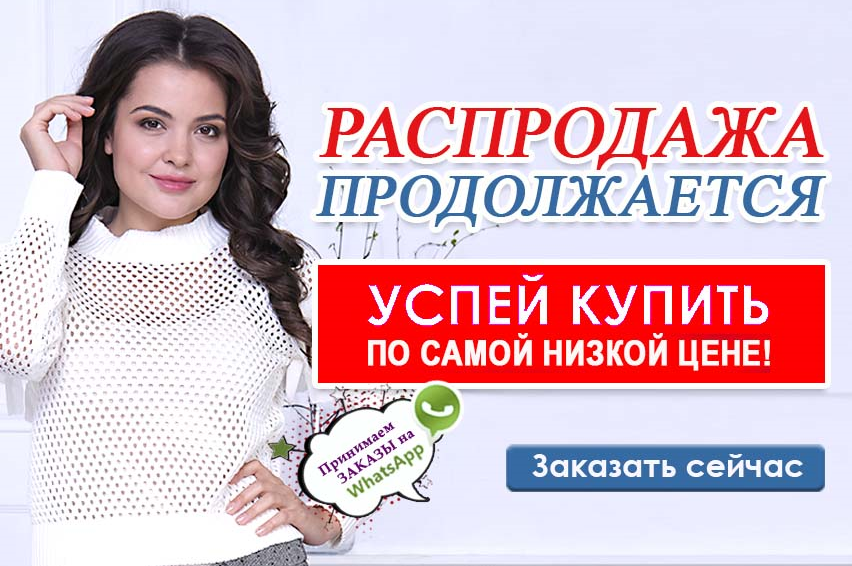 РАСПРОДАЖА
ПРОДОЛЖАЕТСЯ
УСПЕЙ КУПИТЬ
ПО САМОЙ НИЗКОЙ ЦЕНЕ!
Принимаем
ЗАКАЗЫ на
WhatsApp
Заказать сейчас